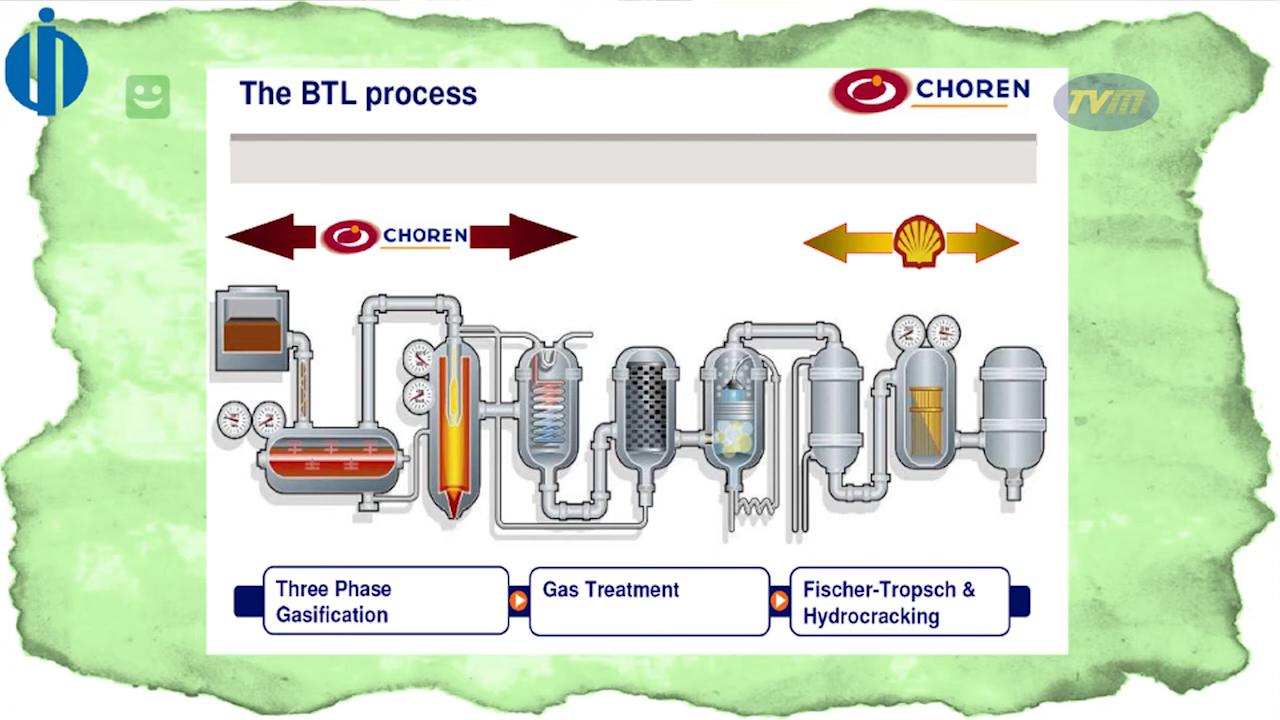 The BTL process
CHOREN
TVM
CHOREN
Three Phase
Gasification
Gas Treatment
Fischer-Tropsch &
Hydrocracking